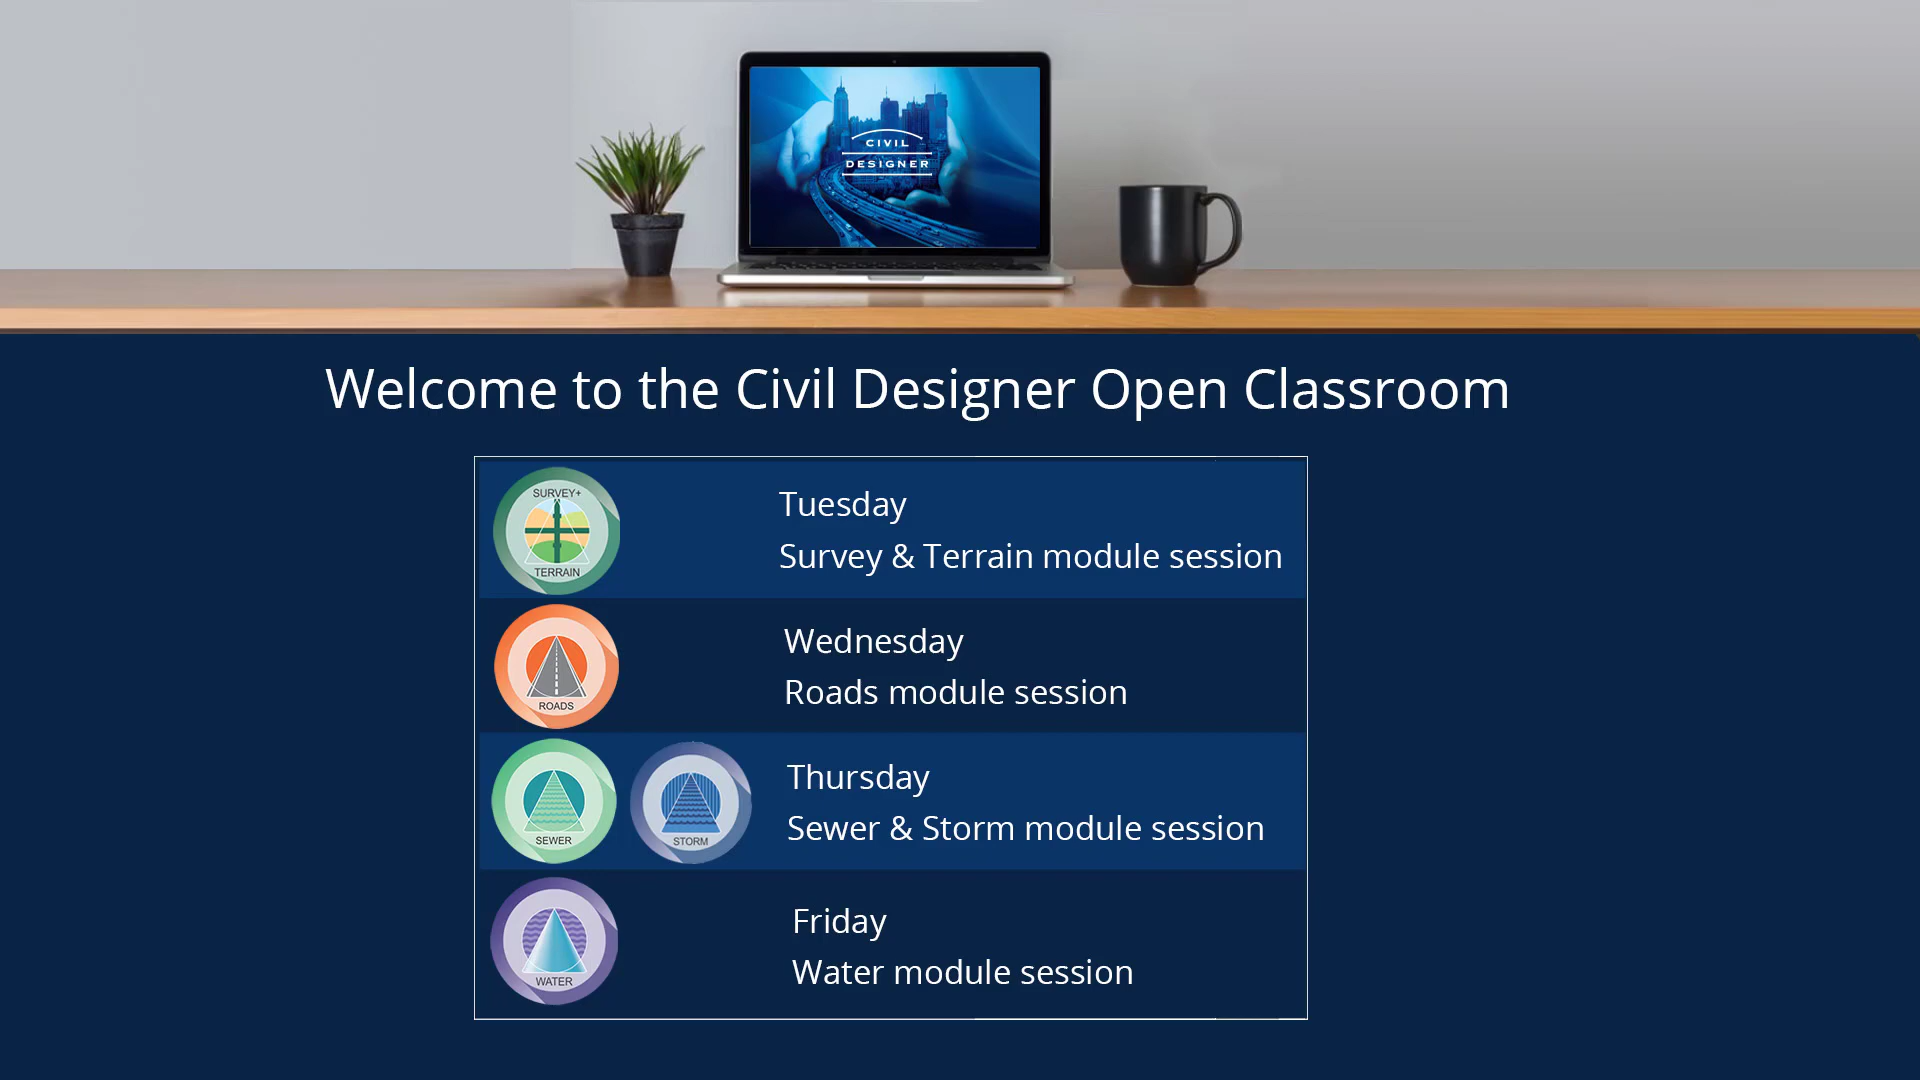 CIVIL
DESIGNER
Welcome to the Civil Designer Open Classroom
SURVEY+
TERRAIN
Tuesday
Survey & Terrain module session
ROADS
Wednesday
Roads module session
SEWER
STORM
Thursday
Sewer & Storm module session
WATER
Friday
Water module session